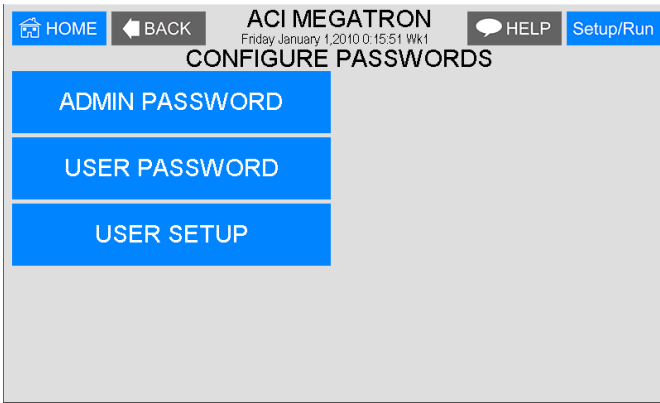 HOME
BACK
ACI MEGATRON
Friday January 1,2010 0:15:51 Wk1
HELP
Setup/Run
CONFIGURE PASSWORDS
ADMIN PASSWORD
USER PASSWORD
USER SETUP